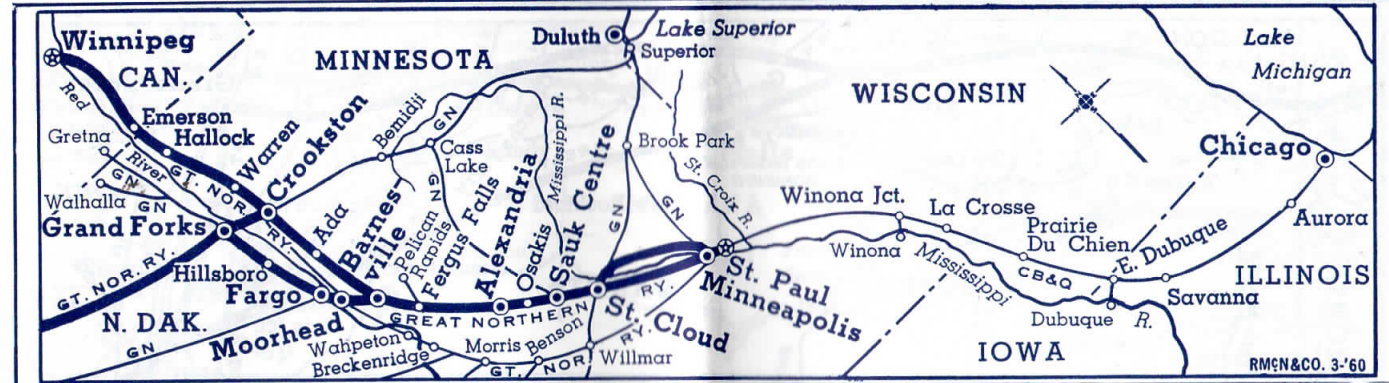 Winnipeg
CAN.
MINNESOTA
Duluth
Lake Superior
Superior
WISCONSIN
Lake
Michigan
Red
River
Emerson
Hallock
Warren
Crookston
Bemidji
GN
Cass
Lake
Mississippi R.
Brook Park
St. Croix R.
Chicago
Gretna
GN
GN
Walhalla
GT. NOR.
RY.
Grand Forks
Ada
Barnes-
ville
Pelican
Rapids
GN
Fergus Falls
Alexandria
Osakis
Sauk Centre
GN
GN
Winona Jct.
La Crosse
Prairie
Du Chien
E. Dubuque
Aurora
GT. NOR. RY.
Hillsboro
Fargo
N. DAK.
GN
Moorhead
GREAT NORTHERN
RY.
St. Cloud
St. Paul
Minneapolis
Winona
Mississippi
R.
CB&Q
Dubuque
Savanna
ILLINOIS
Wahpeton
Breckenridge
Morris
Benson
GT. NOR. RY.
Willmar
IOWA
RMcN&CO. 3-'60